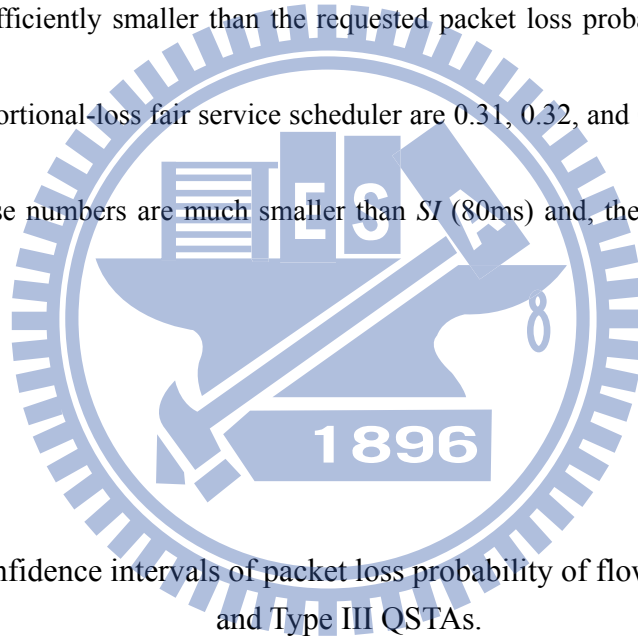 fficiently smaller than the requested packet loss proba
ortional-loss fair service scheduler are 0.31, 0.32, and
se numbers are much smaller than SI (80ms) and, the
E S A
8
1896
nfidence intervals of packet loss probability of flow
and Type III QSTAs.